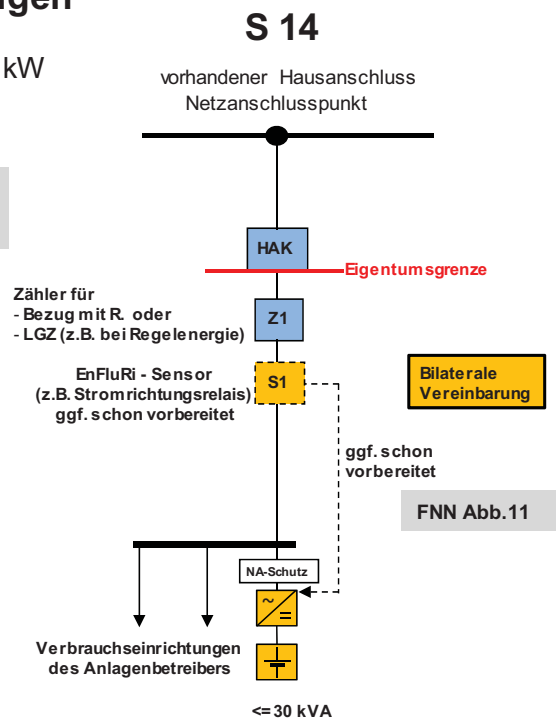 ngen
S 14
kW
vorhandener Hausanschluss
Netzanschlusspunkt
HAK
Eigentumsgrenze
Zähler für
- Bezug mit R. oder
- LGZ (z.B. bei Regelenergie)
Z1
EnFluRi - Sensor
(z.B. Stromrichtungsrelais)
ggf. schon vorbereitet
S1
Bilaterale
Vereinbarung
ggf. schon
vorbereitet
FNN Abb.11
NA-Schutz
~
=
Verbrauchseinrichtungen
des Anlagenbetreibers
<= 30 kVA